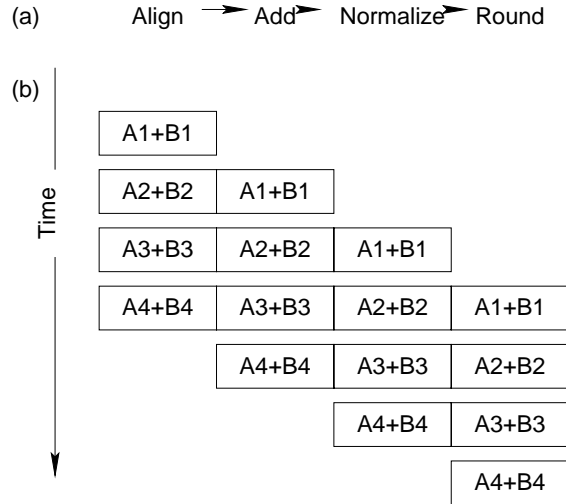 (a) Align Add Normalize Round
(b)
Time
A1+B1
A2+B2 A1+B1
A3+B3 A2+B2 A1+B1
A4+B4 A3+B3 A2+B2 A1+B1
A4+B4 A3+B3 A2+B2
A4+B4 A3+B3
A4+B4